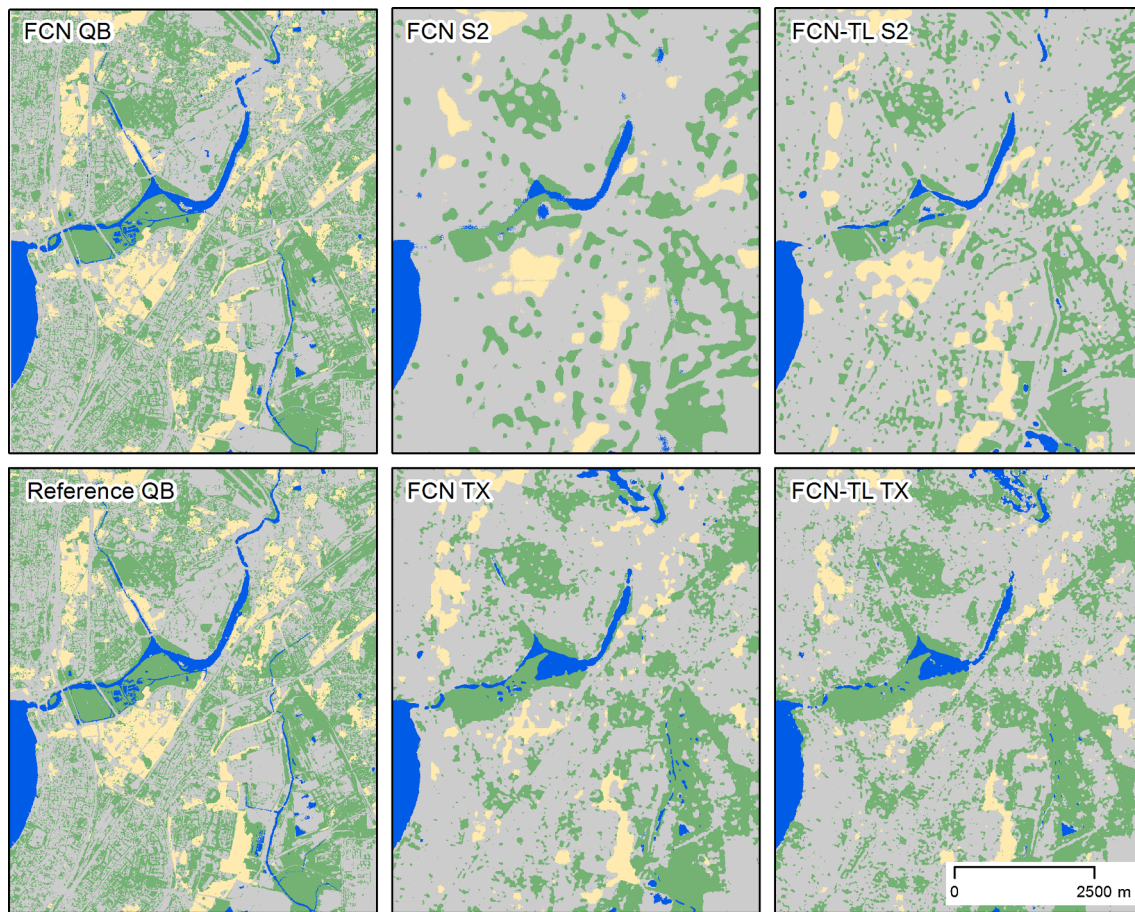 FCN QB
FCN S2
FCN-TL S2
Reference QB
FCN TX
FCN-TL TX
0 2500 m